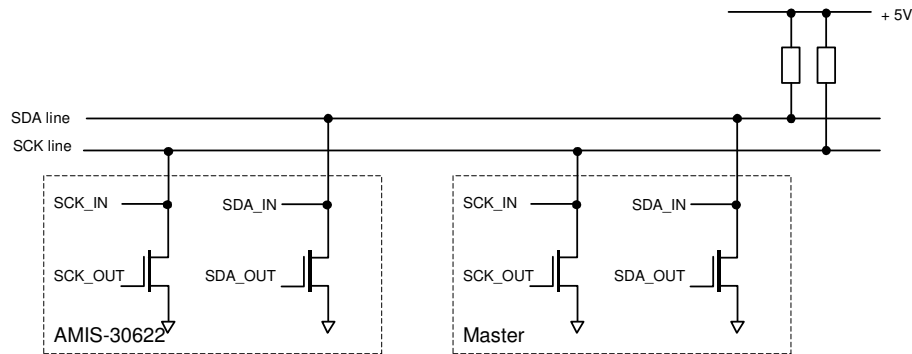 + 5V
SDA line
SCK line
SCK_IN
SDA_IN
SCK_IN
SDA_IN
SCK_OUT
SDA_OUT
SCK_OUT
SDA_OUT
AMIS-30622
Master